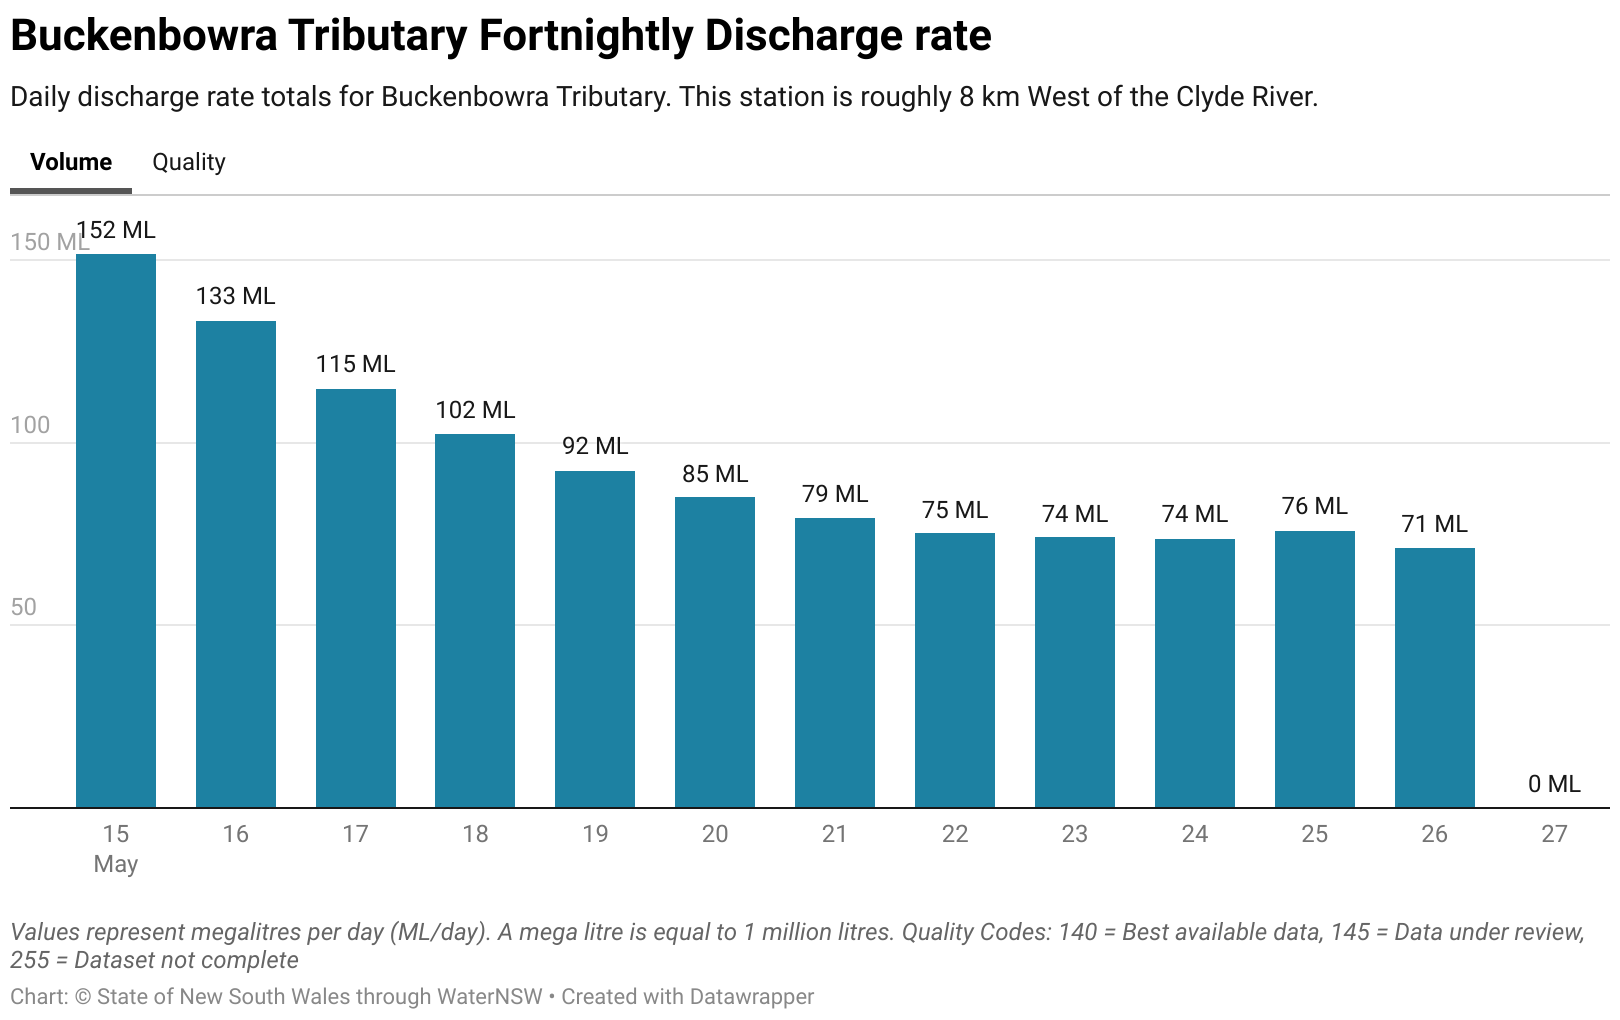 Buckenbowra Tributary Fortnightly Discharge rate
Daily discharge rate totals for Buckenbowra Tributary. This station is roughly 8 km West of the Clyde River.
Volume Quality
152 ML
150 ML
133 ML
115 ML
102 ML
100
92 ML
85 ML
79 ML
75 ML
74 ML
74 ML
76 ML
71 ML
50
0 ML
15 16 17 18 19 20 21 22 23 24 25 26 27
May
Values represent megalitres per day (ML/day). A mega litre is equal to 1 million litres. Quality Codes: 140 = Best available data, 145 = Data under review,
255 = Dataset not complete
Chart: © State of New South Wales through WaterNSW • Created with Datawrapper